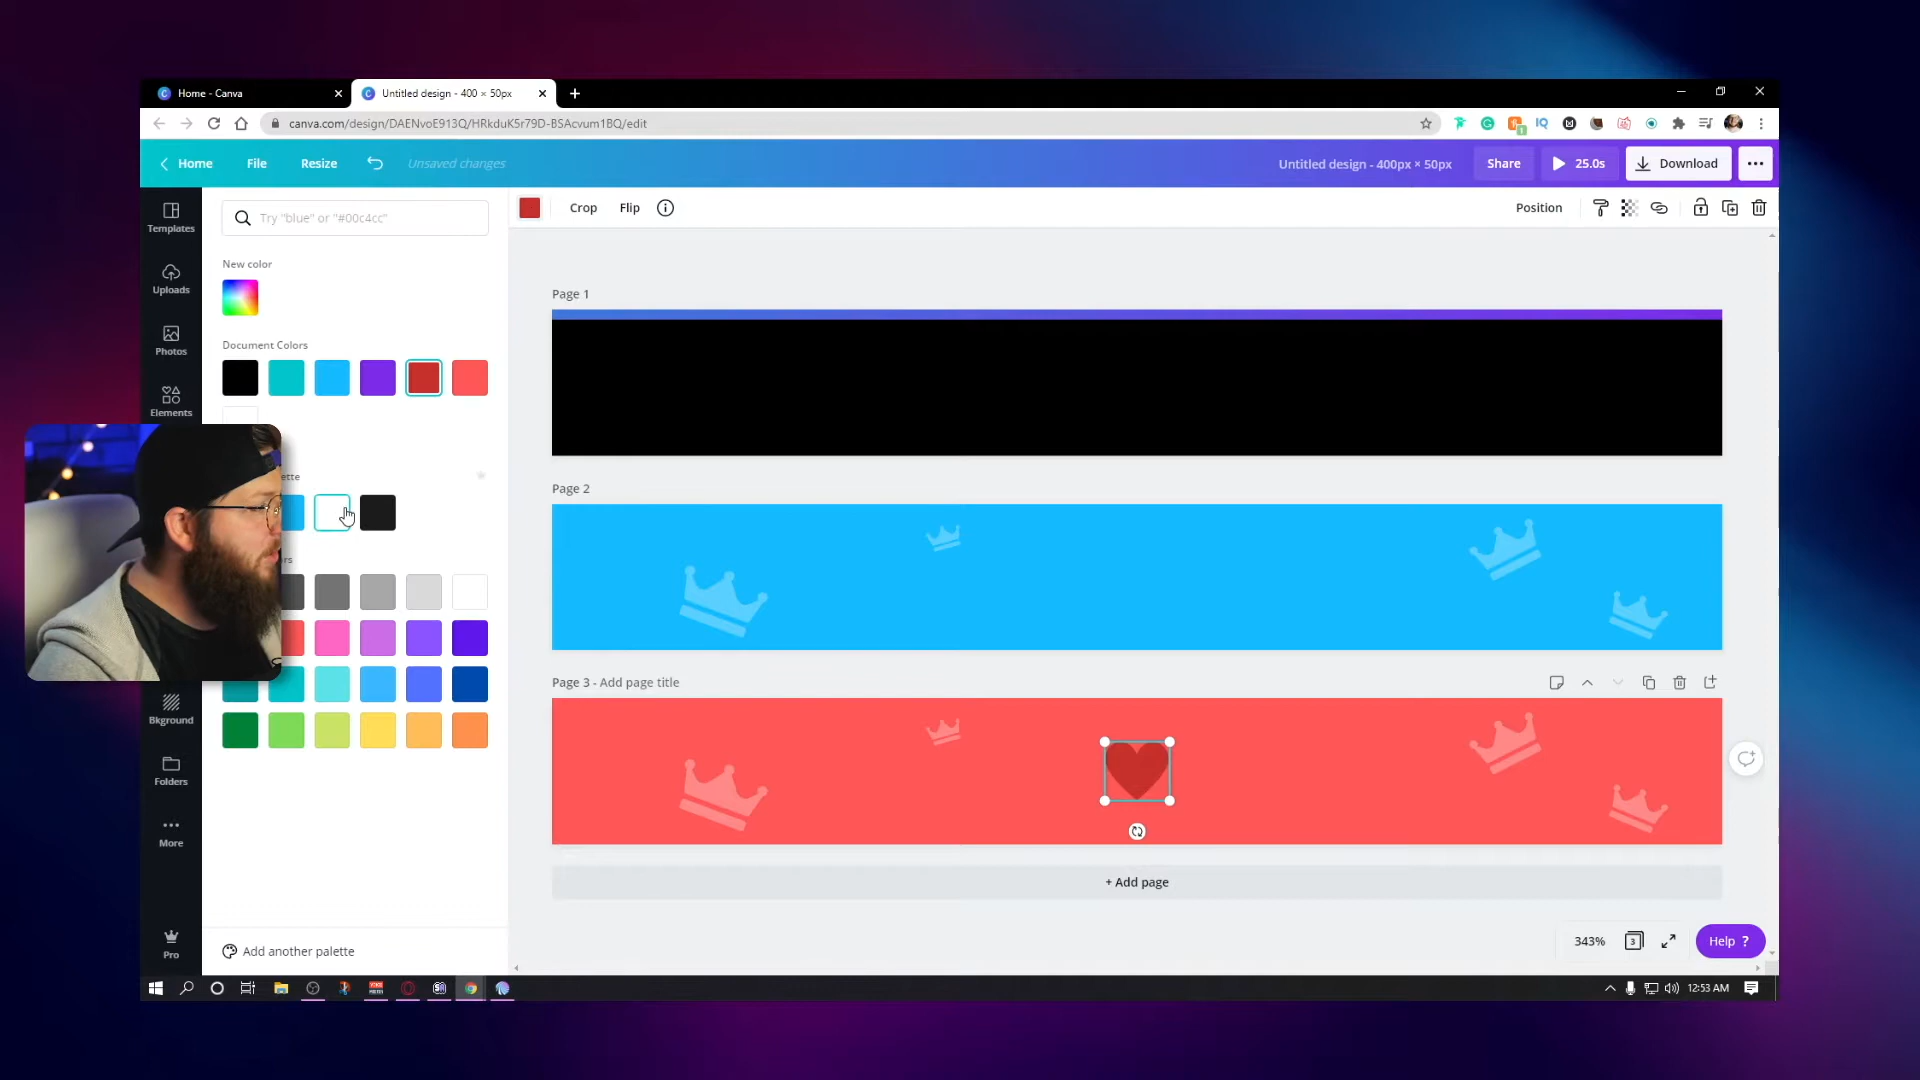 Home - Canva
Untitled design - 400 × 50px
canva.com/design/DAENvoE913Q/HRkduK5r79D-BSAcvum1BQ/edit
Home File Resize Unsaved changes Untitled design - 400px × 50px Share 25.0s Download
Templates
Uploads
Photos
Elements
Bkground
Folders
More
Pro
Try "blue" or "#00c4cc"
New color
Document Colors
Add another palette
Crop Flip Position
Page 1
Page 2
Page 3 - Add page title
+ Add page
343% 3 Help ?
12:53 AM